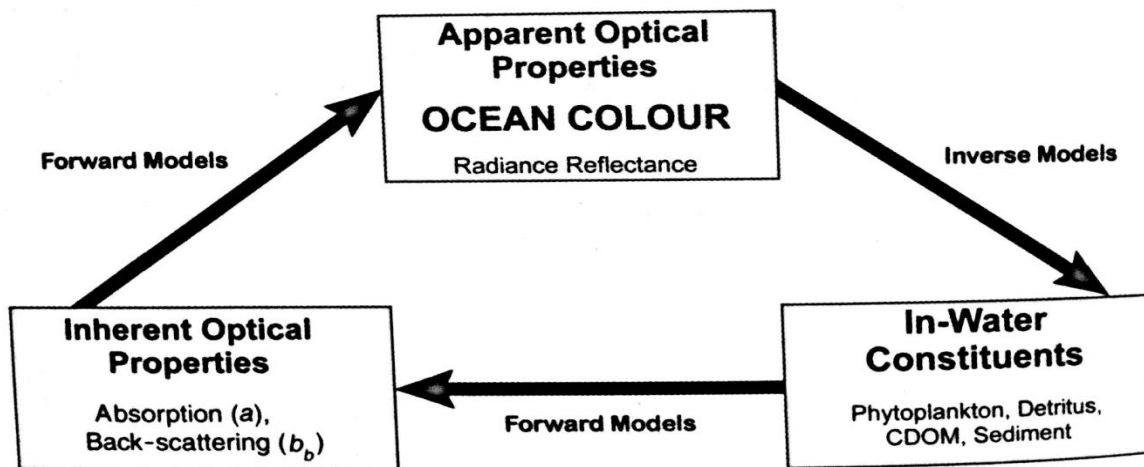 Apparent Optical
Properties
OCEAN COLOUR
Radiance Reflectance
Forward Models
Inverse Models
Inherent Optical
Properties
Absorption (a),
Back-scattering (b_b)
Forward Models
In-Water
Constituents
Phytoplankton, Detritus,
CDOM, Sediment